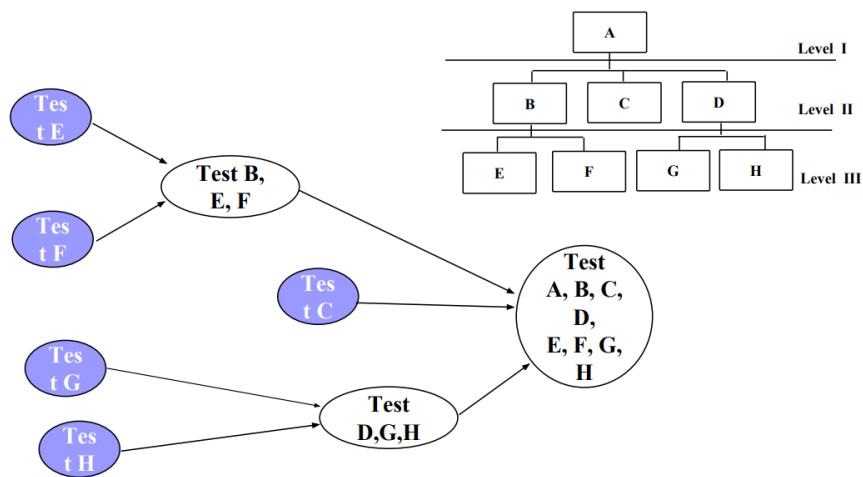 A
Level I
B
C
D
Level II
E
F
G
H
Level III
Tes
t E
Test B,
E, F
Tes
t F
Tes
t C
Test
A, B, C,
D,
E, F, G,
H
Tes
t G
Test
D,G,H
Tes
t H